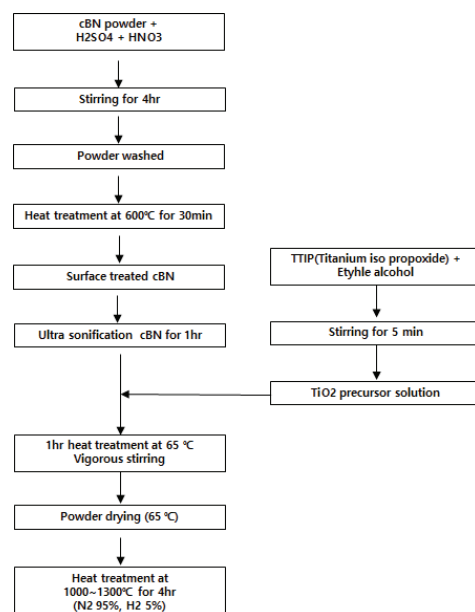 cBN powder +
H2SO4 + HNO3
Stirring for 4hr
Powder washed
Heat treatment at 600℃ for 30min
Surface treated cBN
Ultra sonification cBN for 1hr
TTIP(Titanium iso propoxide) +
Etyhle alcohol
Stirring for 5 min
TiO2 precursor solution
1hr heat treatment at 65 ℃
Vigorous stirring
Powder drying (65 ℃)
Heat treatment at
1000~1300℃ for 4hr
(N2 95%, H2 5%)